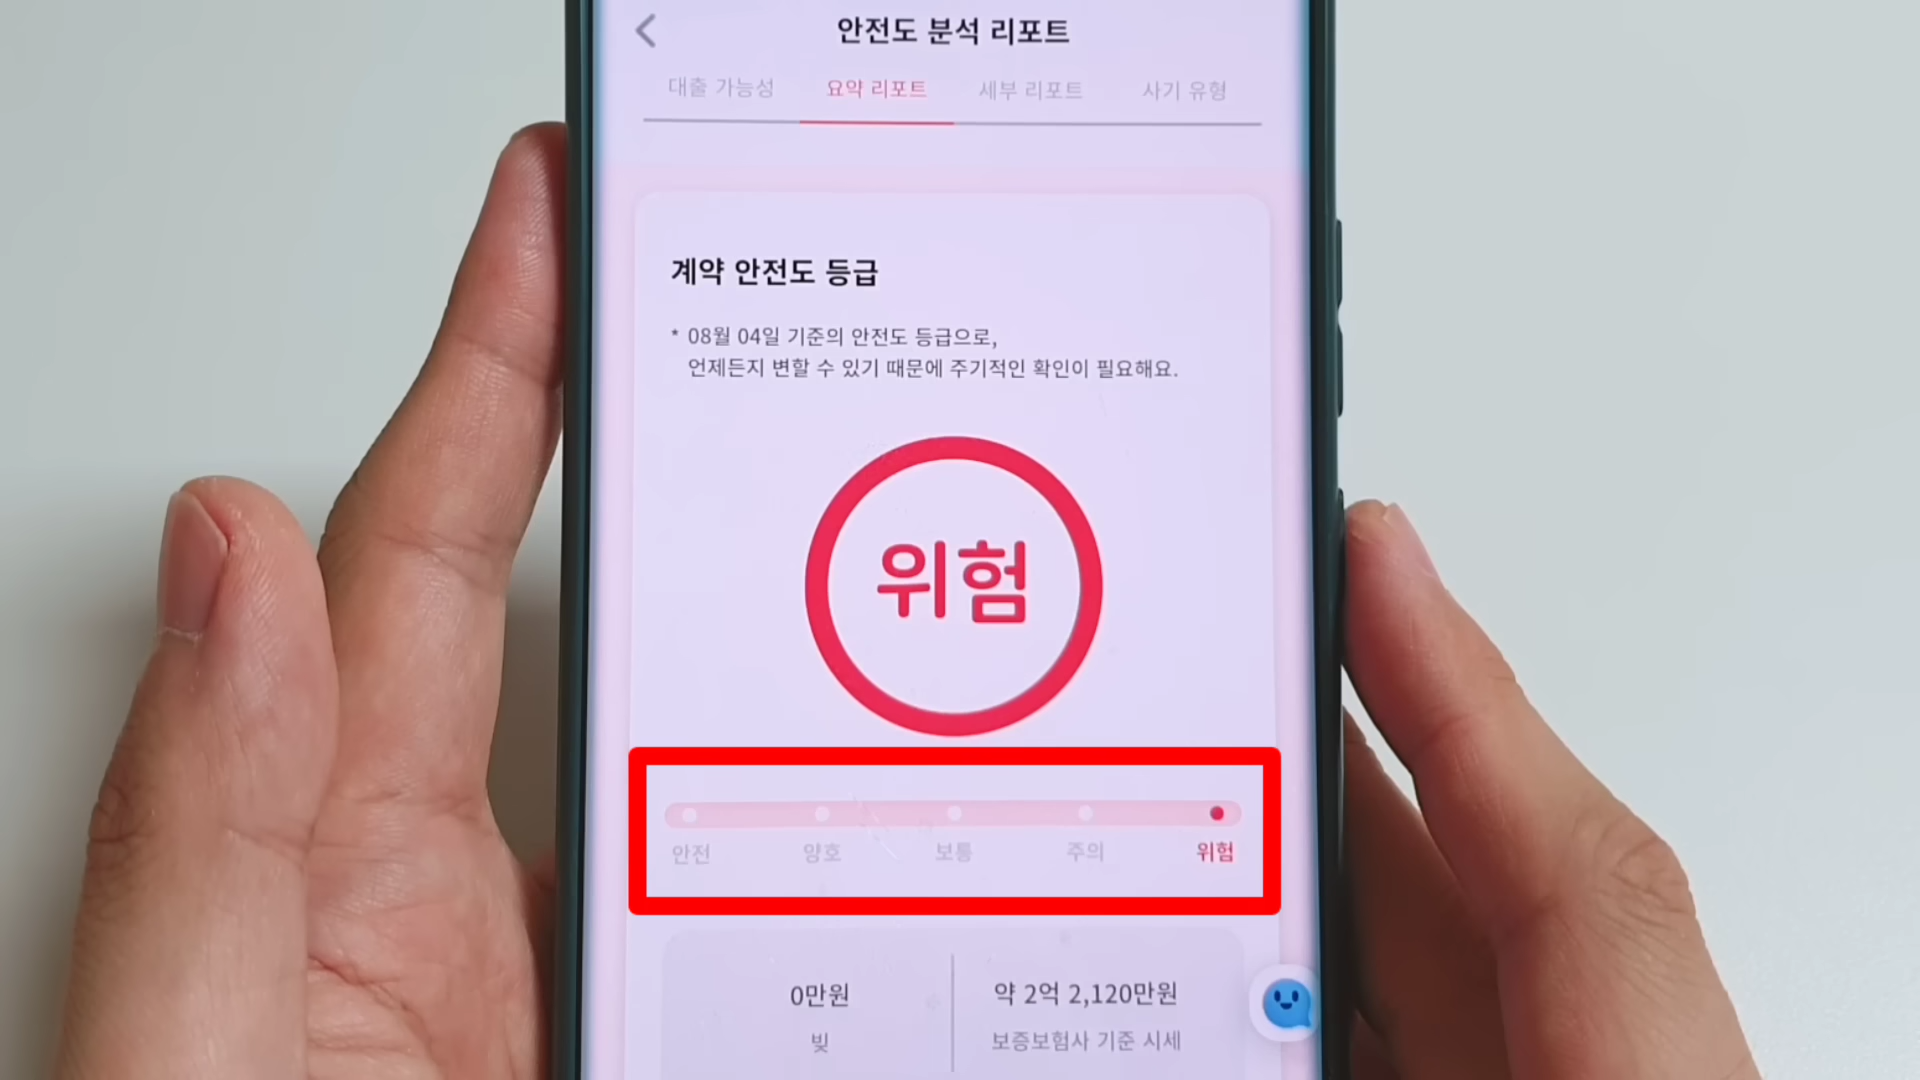 안전도 분석 리포트
대출 가능성 요약 리포트 세부 리포트 사기 유형
계약 안전도 등급
* 08월 04일 기준의 안전도 등급으로,
언제든지 변할 수 있기 때문에 주기적인 확인이 필요해요.
위험
안전 양호 보통 주의 위험
0만원 약 2억 2,120만원
빚 보증보험사 기준 시세